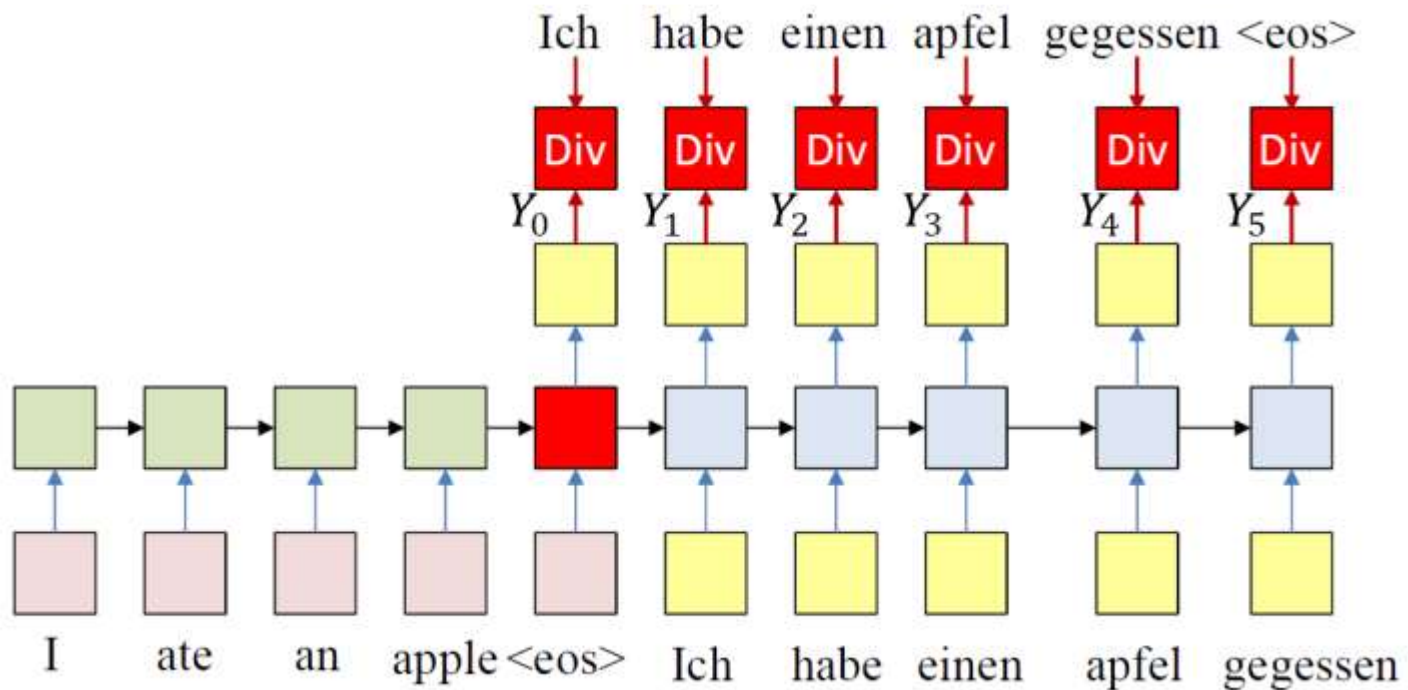 Ich habe einen apfel gegessen <eos>
Div Div Div Div Div Div
Y₀ Y₁ Y₂ Y₃ Y₄ Y₅
I ate an apple <eos> Ich habe einen apfel gegessen